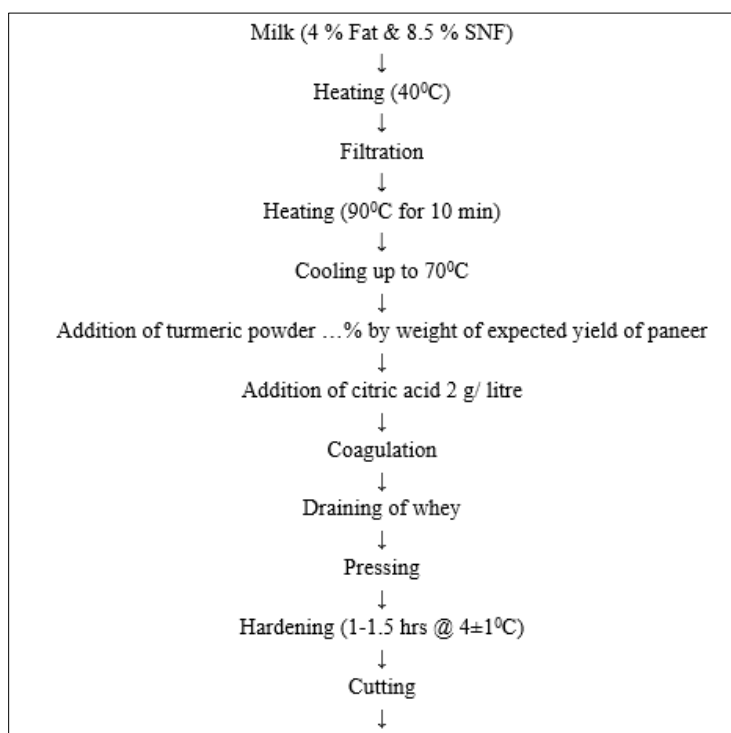 Milk (4 % Fat & 8.5 % SNF)
↓
Heating (40⁰C)
↓
Filtration
↓
Heating (90⁰C for 10 min)
↓
Cooling up to 70⁰C
↓
Addition of turmeric powder …% by weight of expected yield of paneer
↓
Addition of citric acid 2 g/ litre
↓
Coagulation
↓
Draining of whey
↓
Pressing
↓
Hardening (1-1.5 hrs @ 4±1⁰C)
↓
Cutting
↓